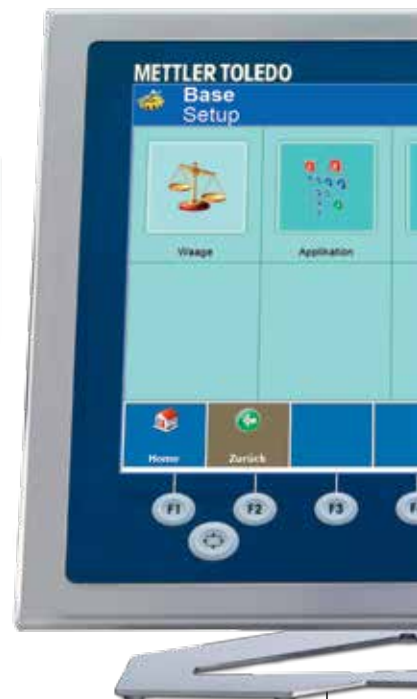 METTLER TOLEDO
Base
Setup
Waage Applikation
Home Zurück
F1 F2 F3 F